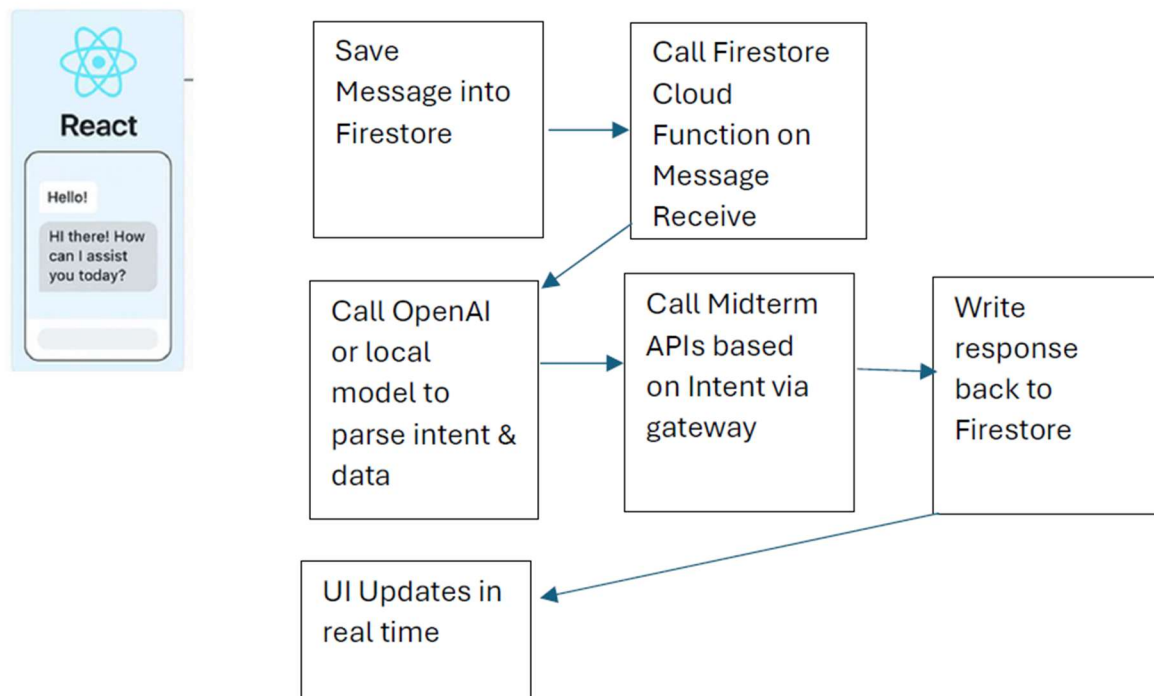 React
Hello!
HI there! How
can I assist
you today?
Save
Message into
Firestore
Call Firestore
Cloud
Function on
Message
Receive
Call OpenAI
or local
model to
parse intent &
data
Call Midterm
APIs based
on Intent via
gateway
Write
response
back to
Firestore
UI Updates in
real time